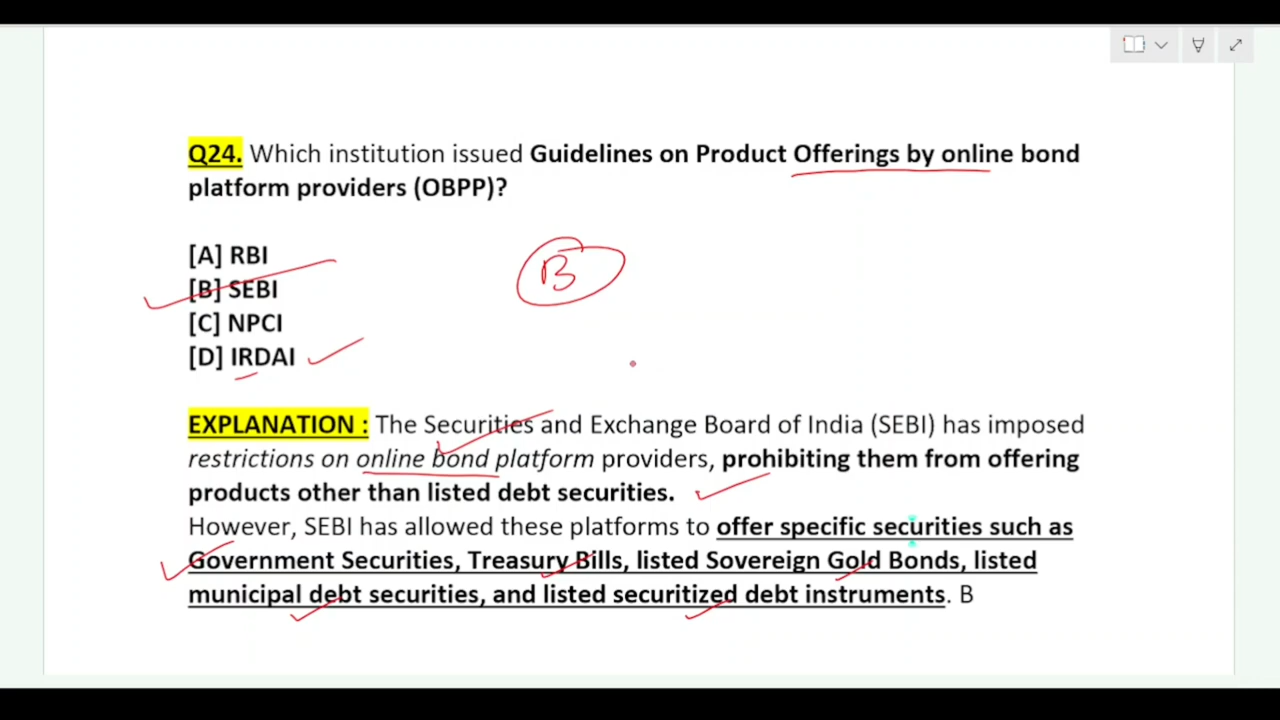 Q24. Which institution issued Guidelines on Product Offerings by online bond
platform providers (OBPP)?
[A] RBI
[B] SEBI
[C] NPCI
[D] IRDAI
B
EXPLANATION : The Securities and Exchange Board of India (SEBI) has imposed
restrictions on online bond platform providers, prohibiting them from offering
products other than listed debt securities.
However, SEBI has allowed these platforms to offer specific securities such as
Government Securities, Treasury Bills, listed Sovereign Gold Bonds, listed
municipal debt securities, and listed securitized debt instruments. B